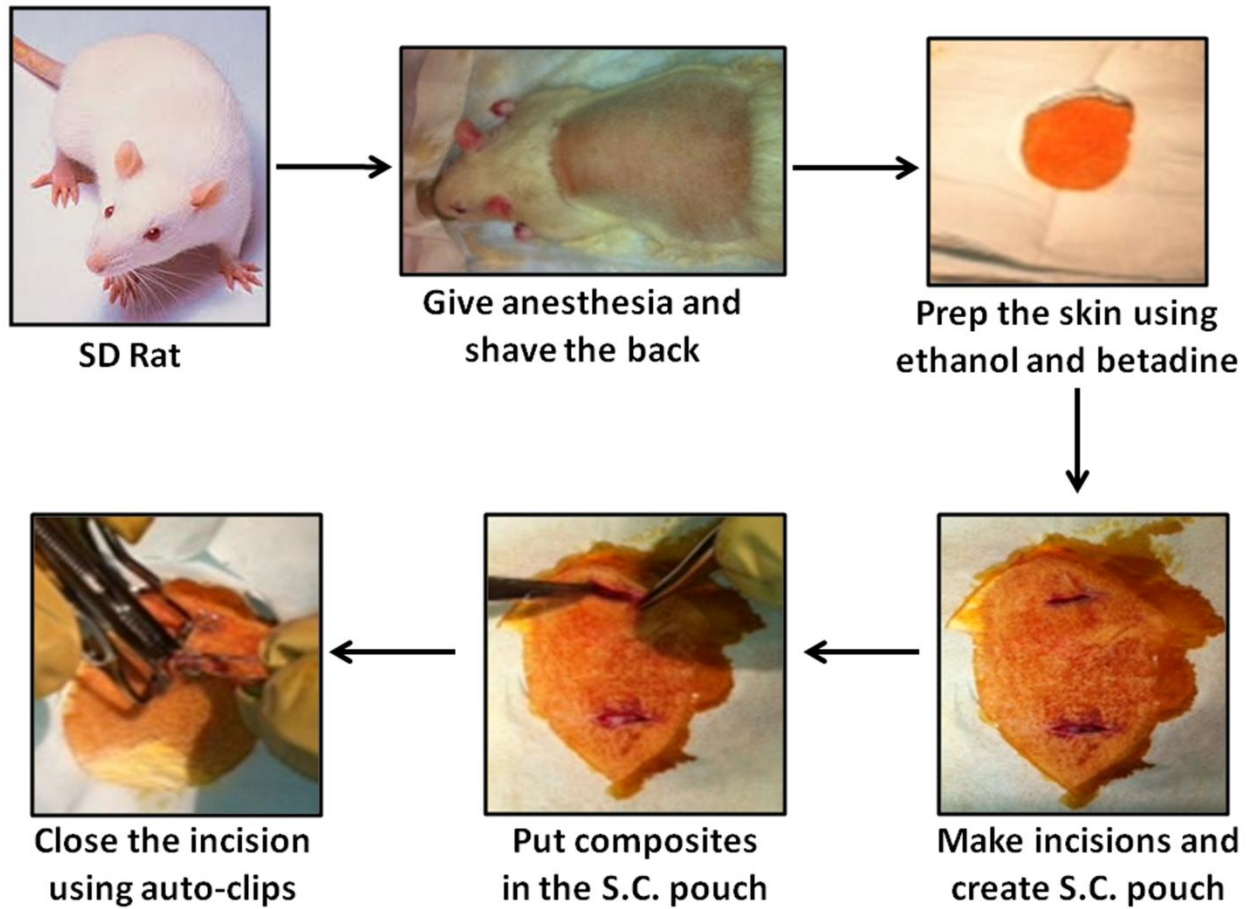 SD Rat
Give anesthesia and
shave the back
Prep the skin using
ethanol and betadine
Make incisions and
create S.C. pouch
Put composites
in the S.C. pouch
Close the incision
using auto-clips